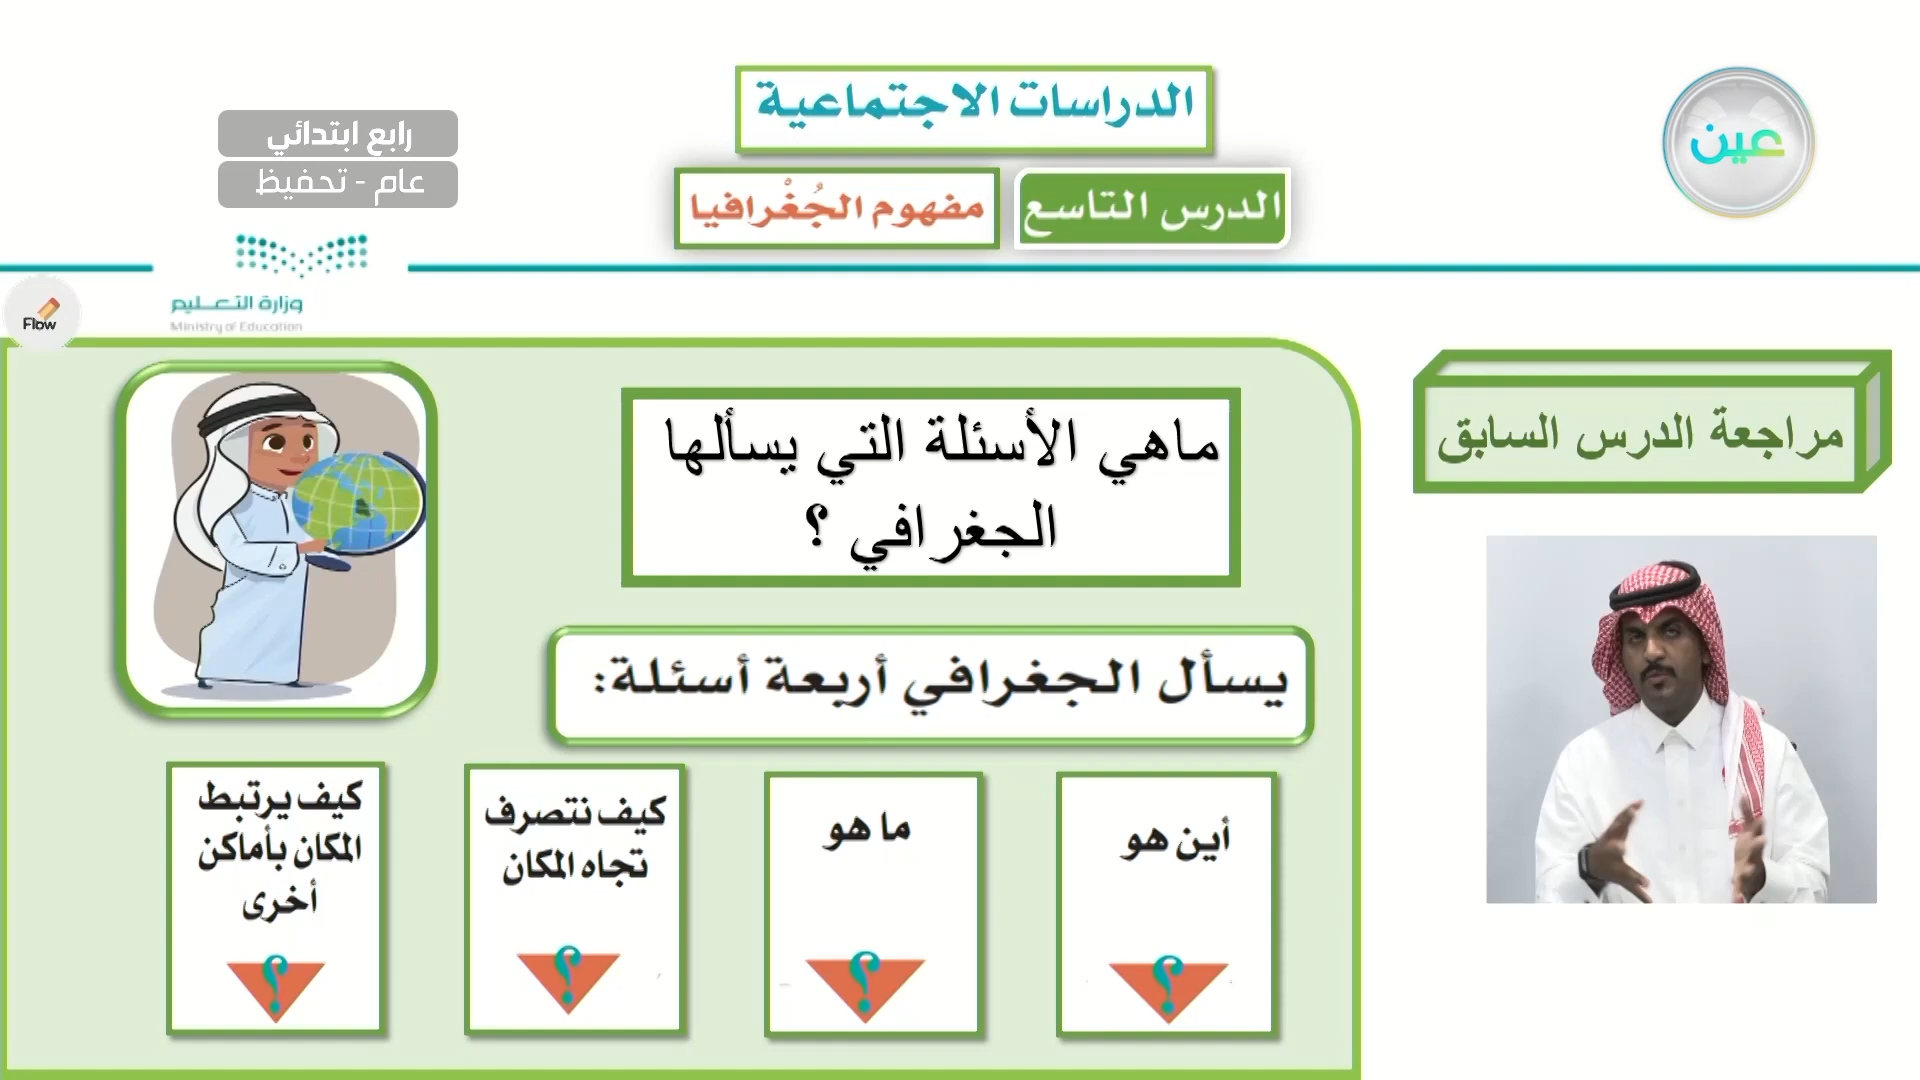 الدراسات الاجتماعية
عين
رابع ابتدائي
عام - تحفيظ
الدرس التاسع
مفهوم الجُغْرافيا
وزارة التعـــليم
Ministry of Education
Flow
مراجعة الدرس السابق
ماهي الأسئلة التي يسألها
الجغرافي ؟
يسأل الجغرافي أربعة أسئلة:
أين هو
؟
ما هو
؟
كيف نتصرف
تجاه المكان
؟
كيف يرتبط
المكان بأماكن
أخرى
؟